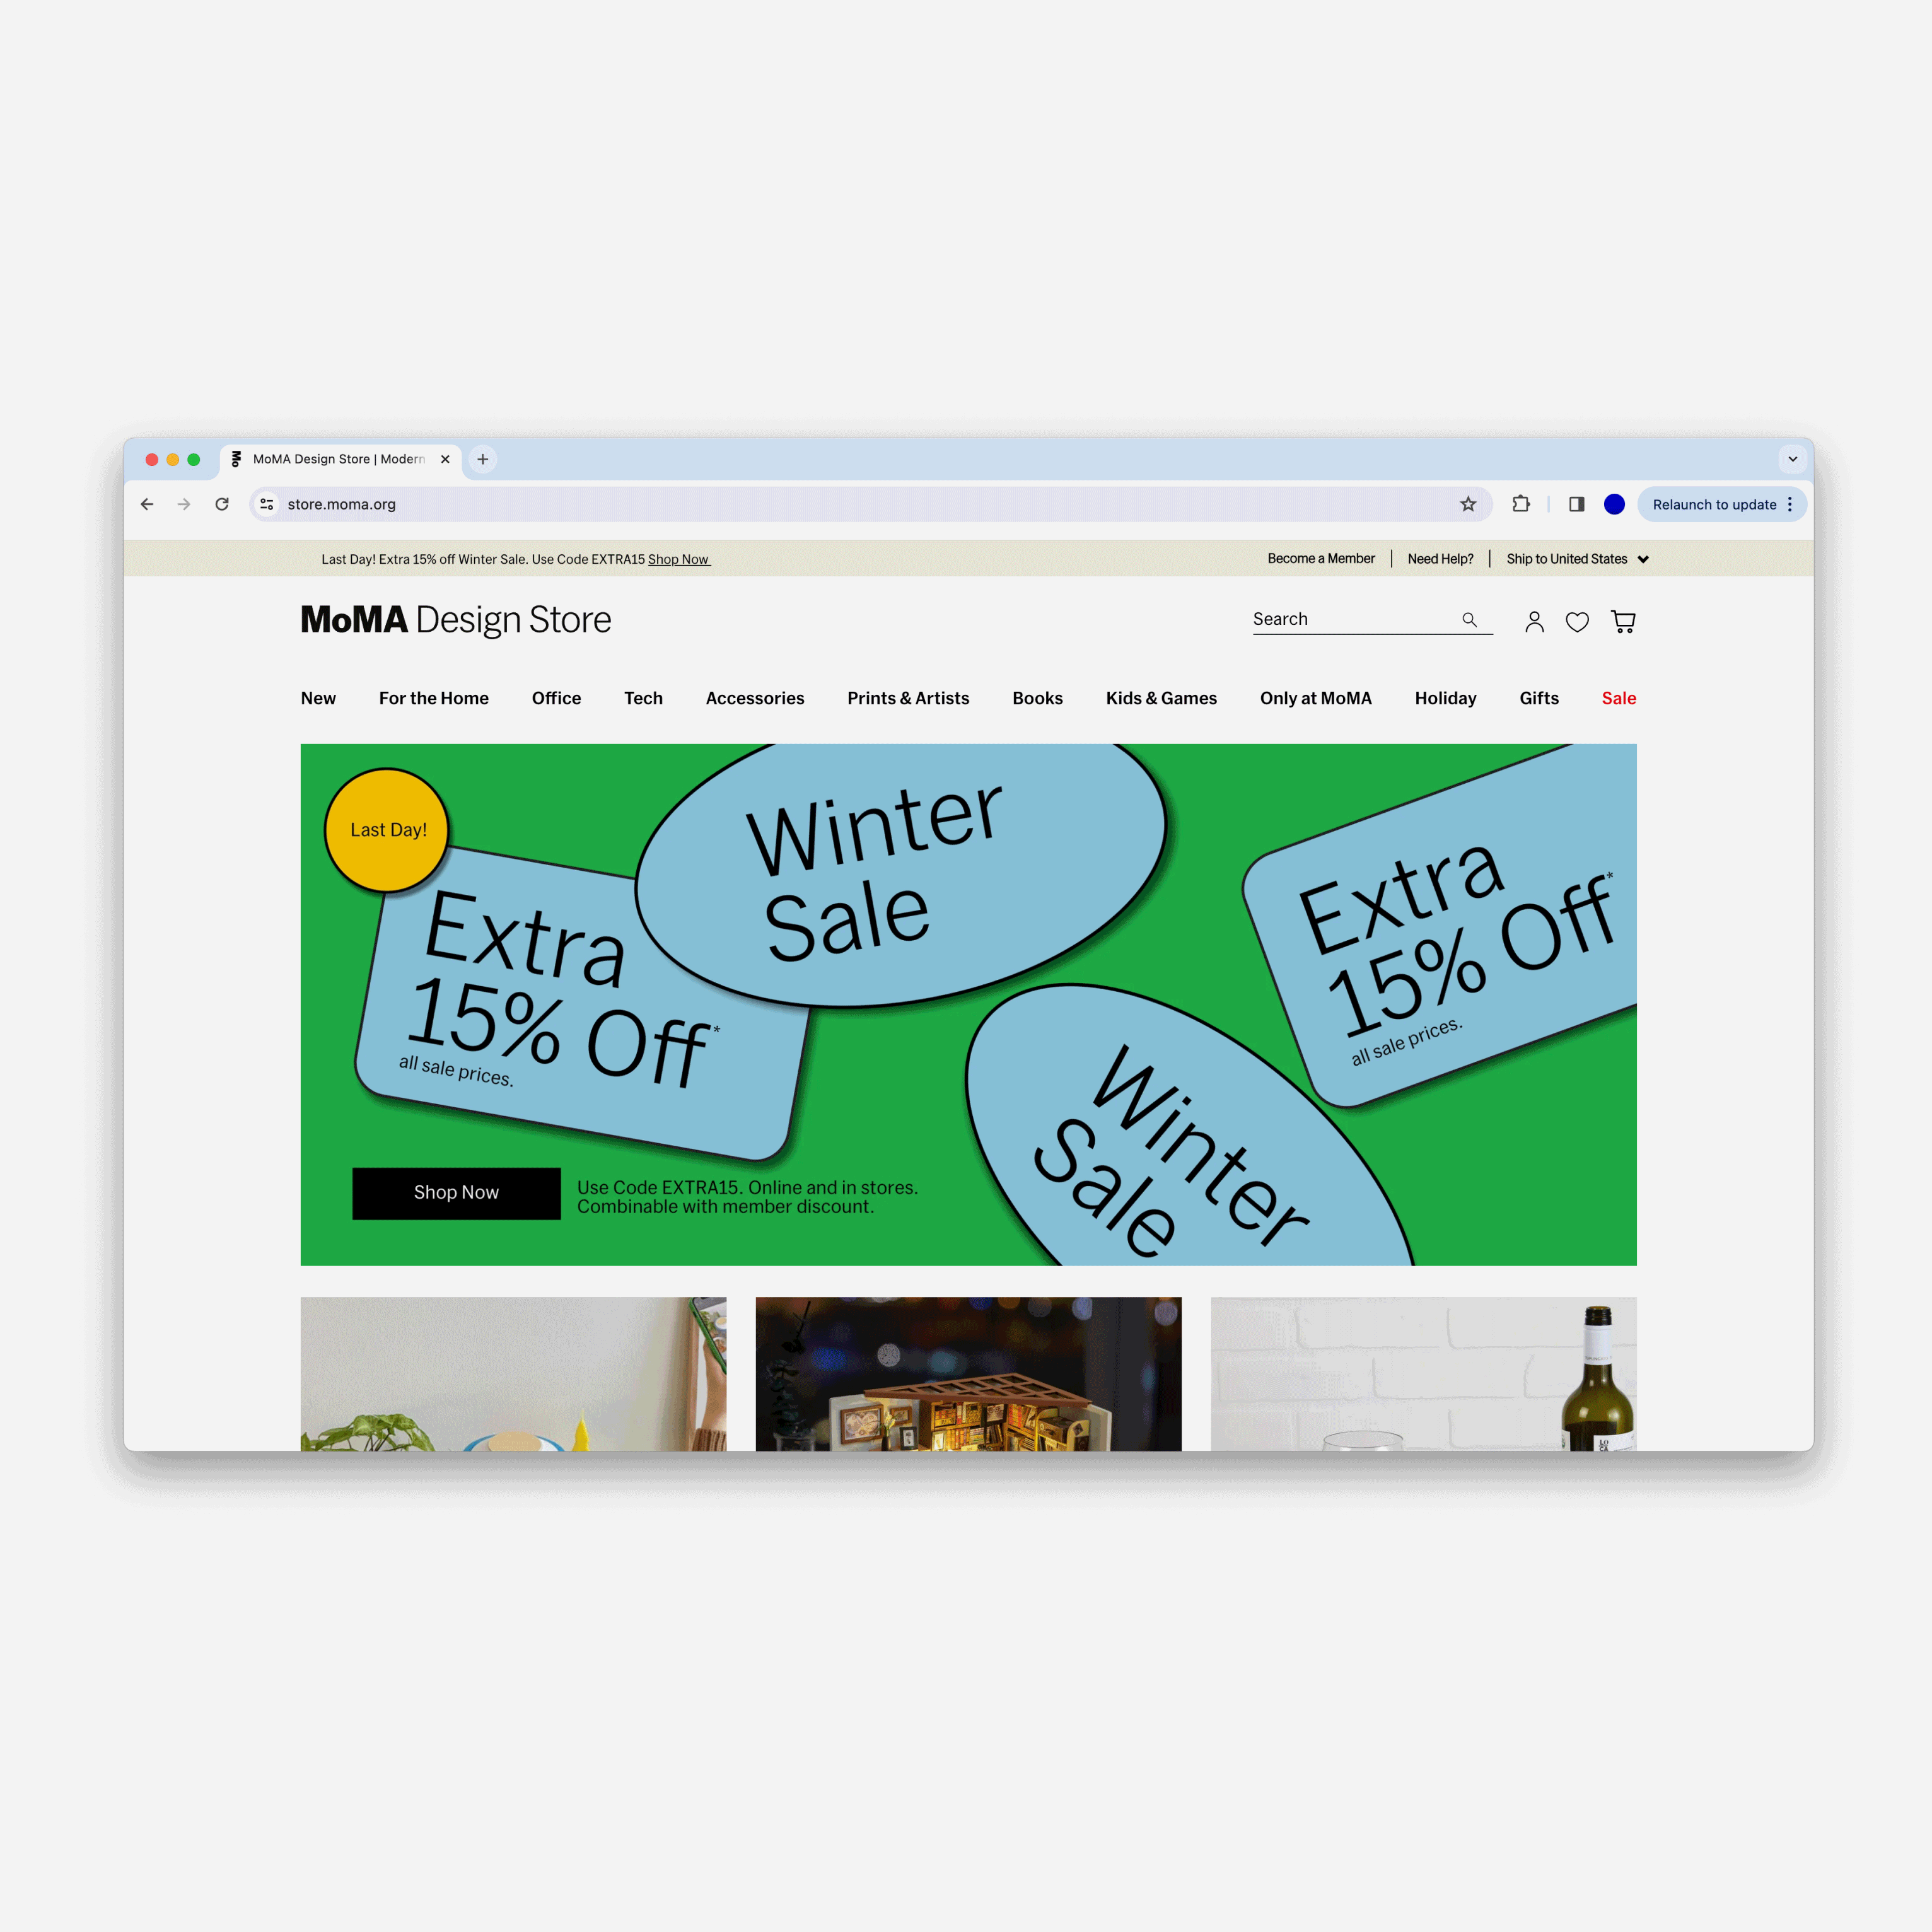 MoMA Design Store | Modern
store.moma.org
Relaunch to update
Last Day! Extra 15% off Winter Sale. Use Code EXTRA15 Shop Now
Become a Member
Need Help?
Ship to United States
MoMA Design Store
Search
New
For the Home
Office
Tech
Accessories
Prints & Artists
Books
Kids & Games
Only at MoMA
Holiday
Gifts
Sale
Last Day!
Extra
15% Off*
all sale prices.
Winter
Sale
Extra
15% Off*
all sale prices.
Winter
Sale
Shop Now
Use Code EXTRA15. Online and in stores.
Combinable with member discount.